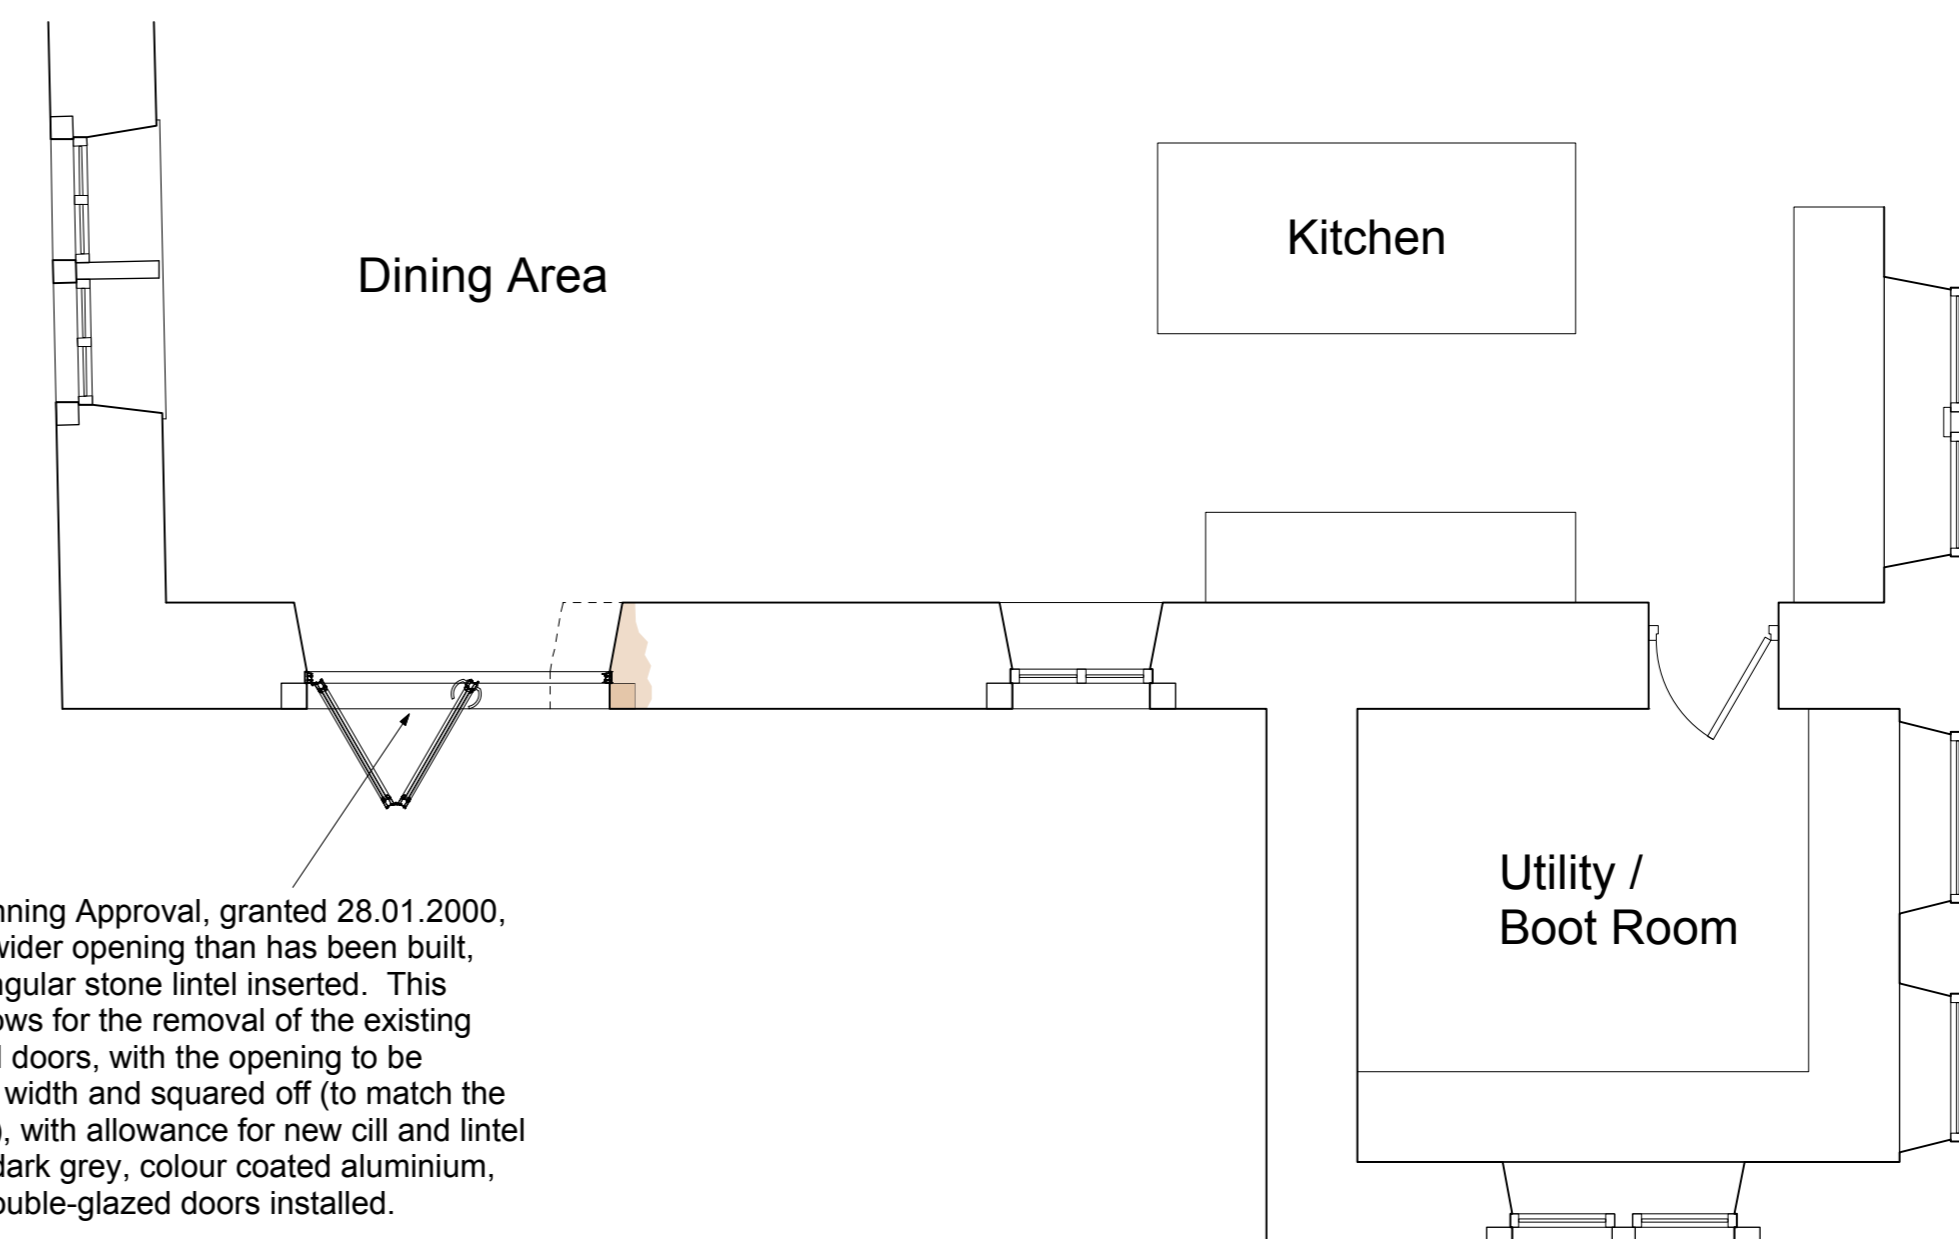 Dining Area
Kitchen
Utility /
Boot Room
nning Approval, granted 28.01.2000,
wider opening than has been built,
ngular stone lintel inserted. This
ows for the removal of the existing
doors, with the opening to be
width and squared off (to match the
), with allowance for new cill and lintel
dark grey, colour coated aluminium,
ouble-glazed doors installed.